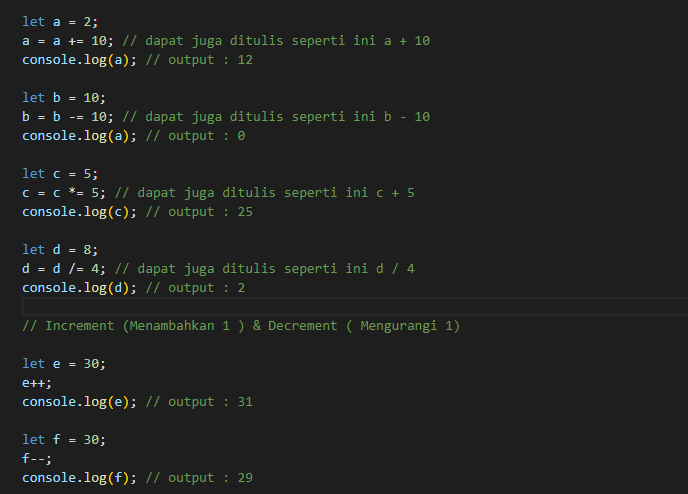 let a = 2;
a = a += 10; // dapat juga ditulis seperti ini a + 10
console.log(a); // output : 12
let b = 10;
b = b -= 10; // dapat juga ditulis seperti ini b - 10
console.log(a); // output : 0
let c = 5;
c = c *= 5; // dapat juga ditulis seperti ini c + 5
console.log(c); // output : 25
let d = 8;
d = d /= 4; // dapat juga ditulis seperti ini d / 4
console.log(d); // output : 2
// Increment (Menambahkan 1 ) & Decrement ( Mengurangi 1)
let e = 30;
e++;
console.log(e); // output : 31
let f = 30;
f--;
console.log(f); // output : 29